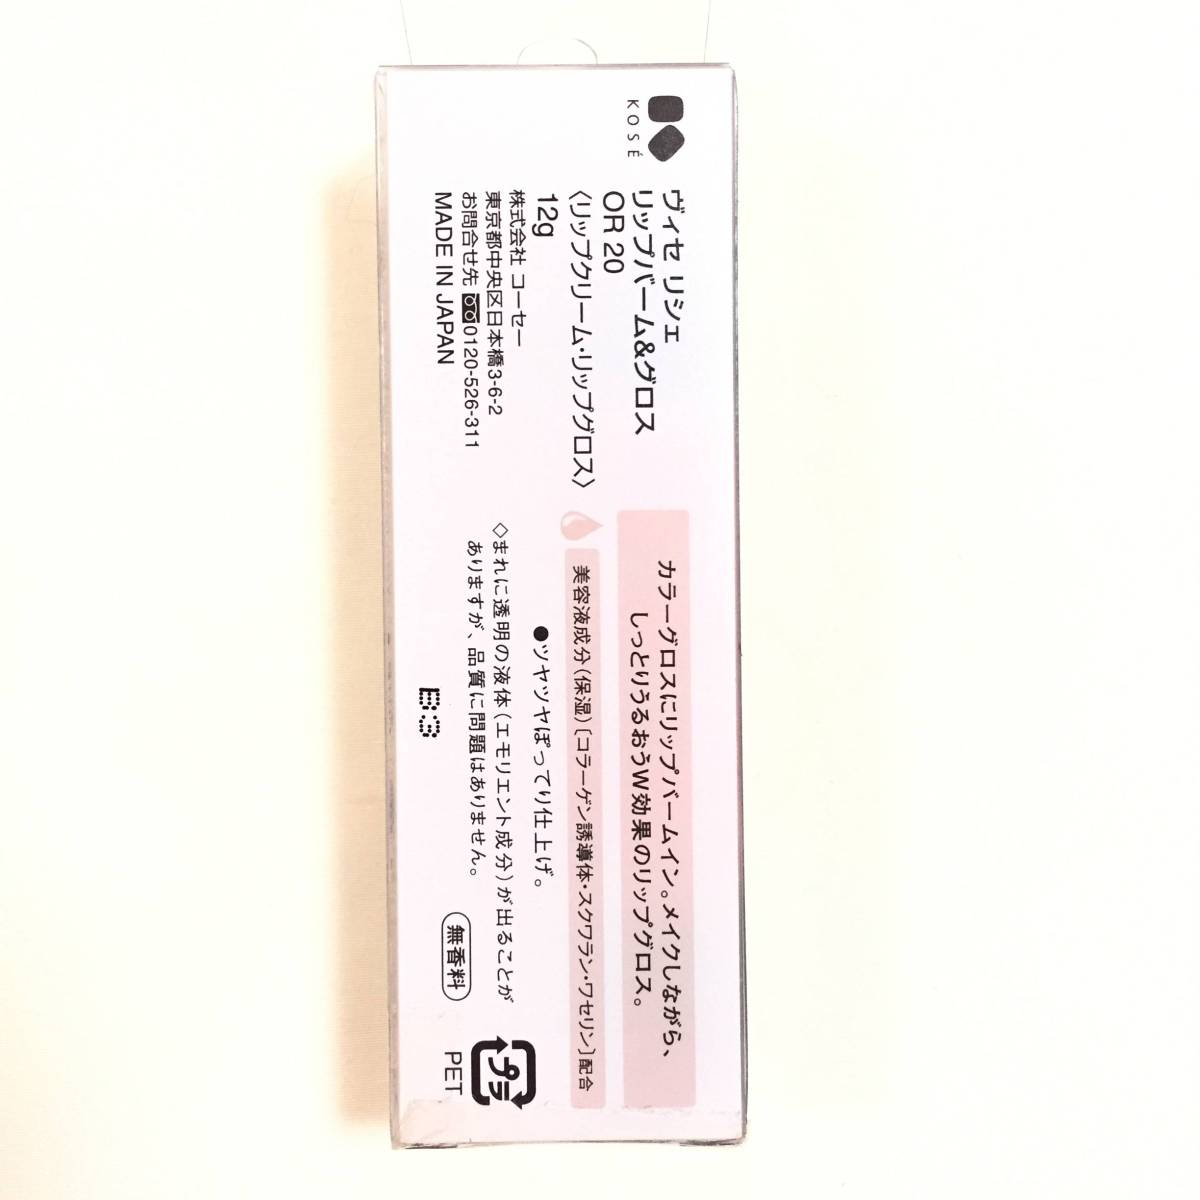 KOSÉ
ヴィセ リシェ
リップバーム&グロス
OR 20
〈リップクリーム・リップグロス〉
12g
株式会社 コーセー
東京都中央区日本橋3-6-2
お問合せ先 0120-526-311
MADE IN JAPAN
カラーグロスにリップバームイン。メイクしながら、
しっとりうるおうW効果のリップグロス。
美容液成分(保湿)[コラーゲン誘導体・スクワラン・ワセリン]配合
●ツヤツヤぽってり仕上げ。
◇まれに透明の液体(エモリエント成分)が出ることが
ありますが、品質に問題はありません。
B3
無香料
プラ
PET